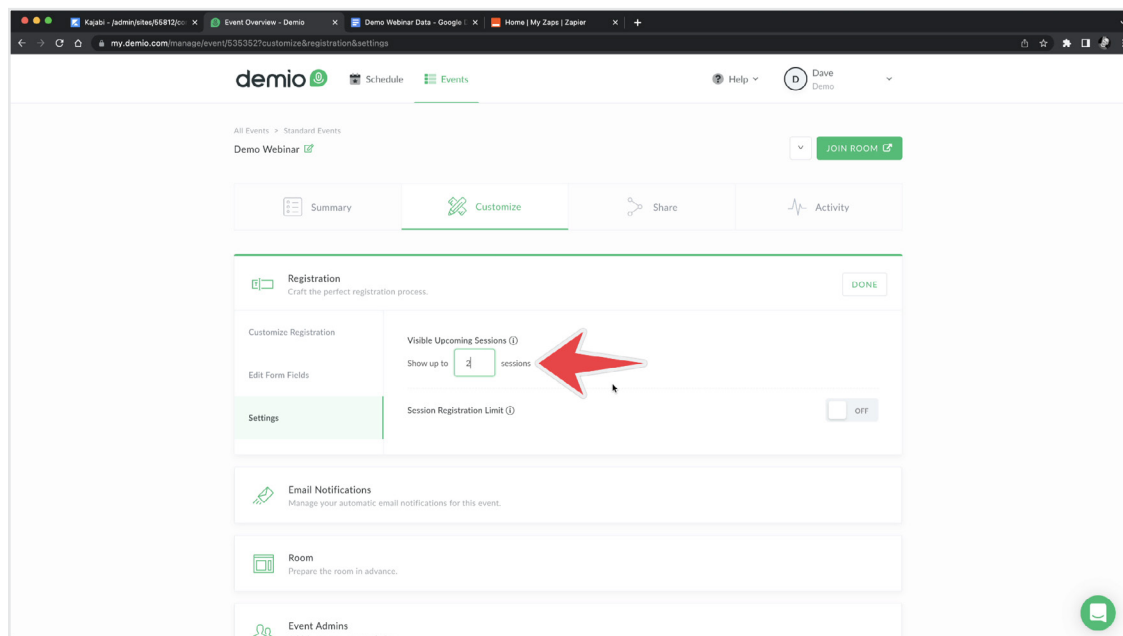 Kajabi - /admin/sites/55812/co
Event Overview - Demio
Demo Webinar Data - Google
Home | My Zaps | Zapier
my.demio.com/manage/event/535352?customize&registration&settings
demio
Schedule
Events
Help
D
Dave
Demo
All Events > Standard Events
Demo Webinar
JOIN ROOM
Summary
Customize
Share
Activity
Registration
Craft the perfect registration process.
DONE
Customize Registration
Edit Form Fields
Settings
Visible Upcoming Sessions
Show up to 2 sessions
Session Registration Limit
OFF
Email Notifications
Manage your automatic email notifications for this event.
Room
Prepare the room in advance.
Event Admins